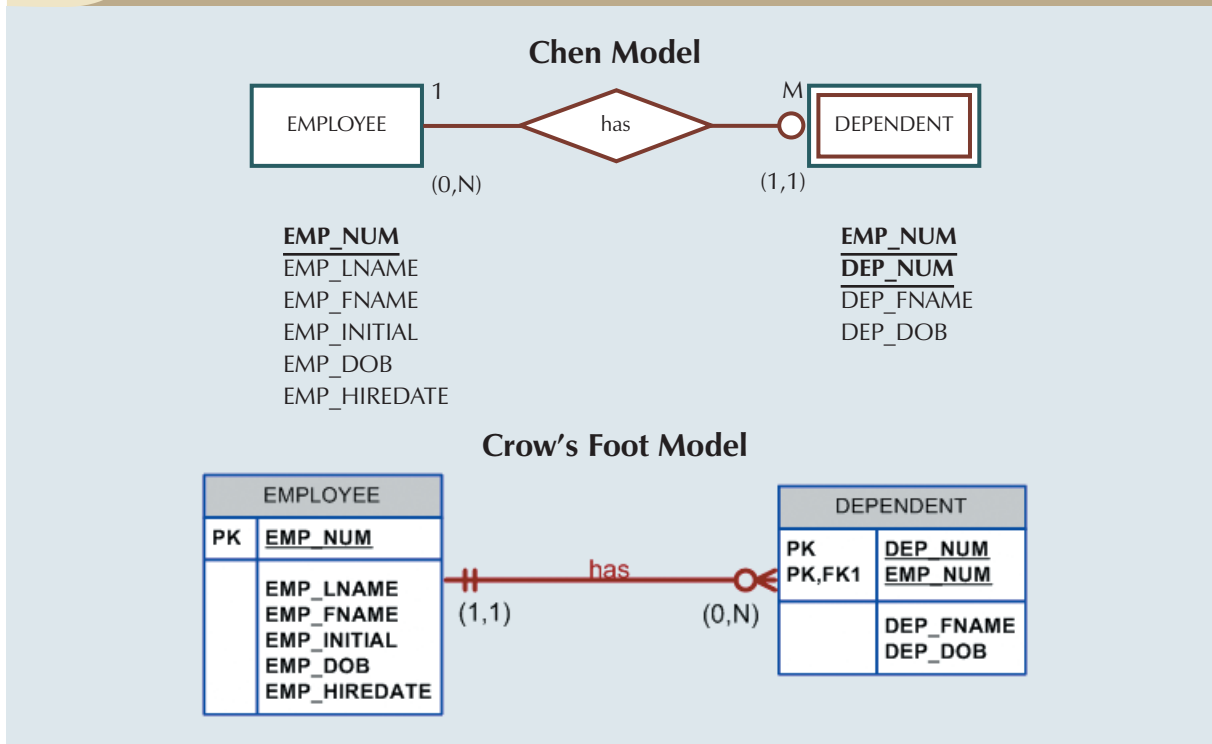 Chen Model
1
M
EMPLOYEE
has
DEPENDENT
(0,N)
(1,1)
EMP_NUM
EMP_LNAME
EMP_FNAME
EMP_INITIAL
EMP_DOB
EMP_HIREDATE
EMP_NUM
DEP_NUM
DEP_FNAME
DEP_DOB
Crow's Foot Model
EMPLOYEE
PK EMP_NUM
EMP_LNAME
EMP_FNAME
EMP_INITIAL
EMP_DOB
EMP_HIREDATE
has
(1,1)
(0,N)
DEPENDENT
PK DEP_NUM
PK,FK1 EMP_NUM
DEP_FNAME
DEP_DOB